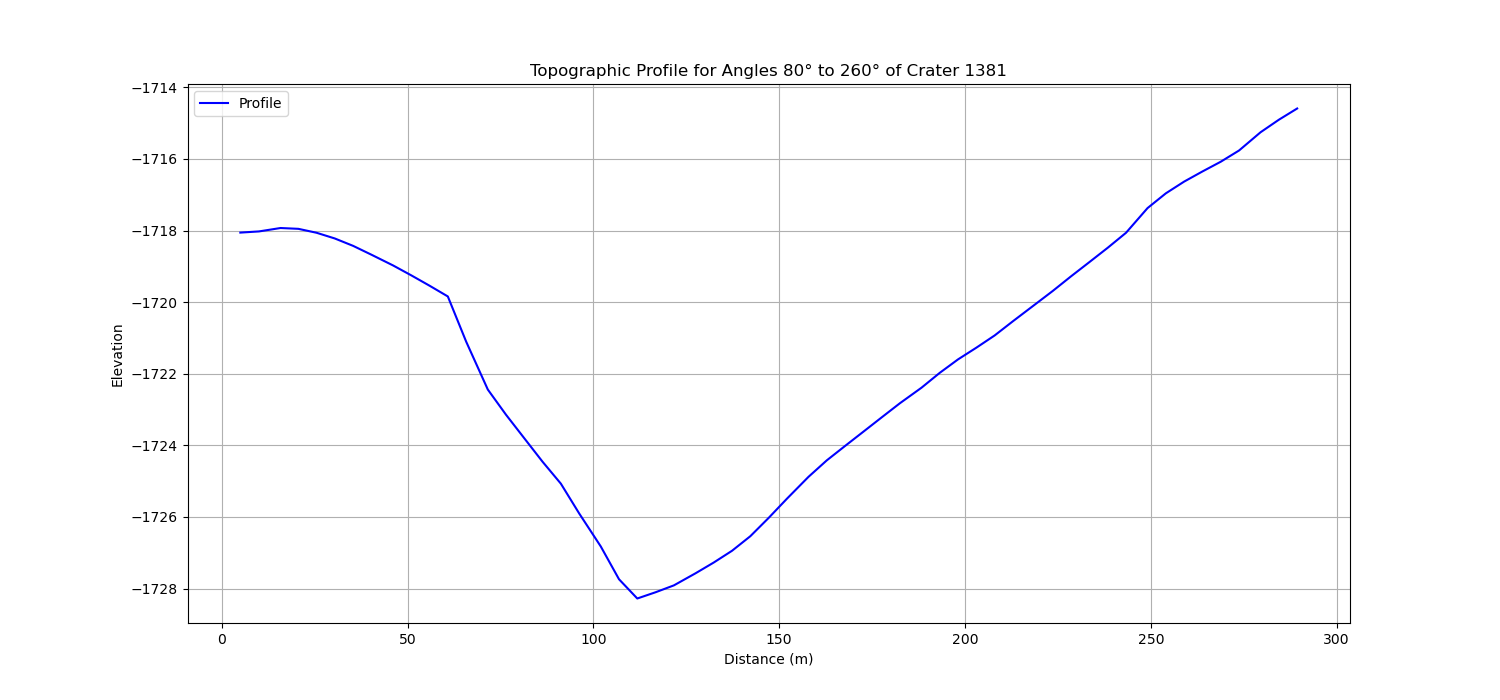 Topographic Profile for Angles 80° to 260° of Crater 1381
Profile
−1714
−1716
−1718
−1720
−1722
−1724
−1726
−1728
Elevation
0 50 100 150 200 250 300
Distance (m)